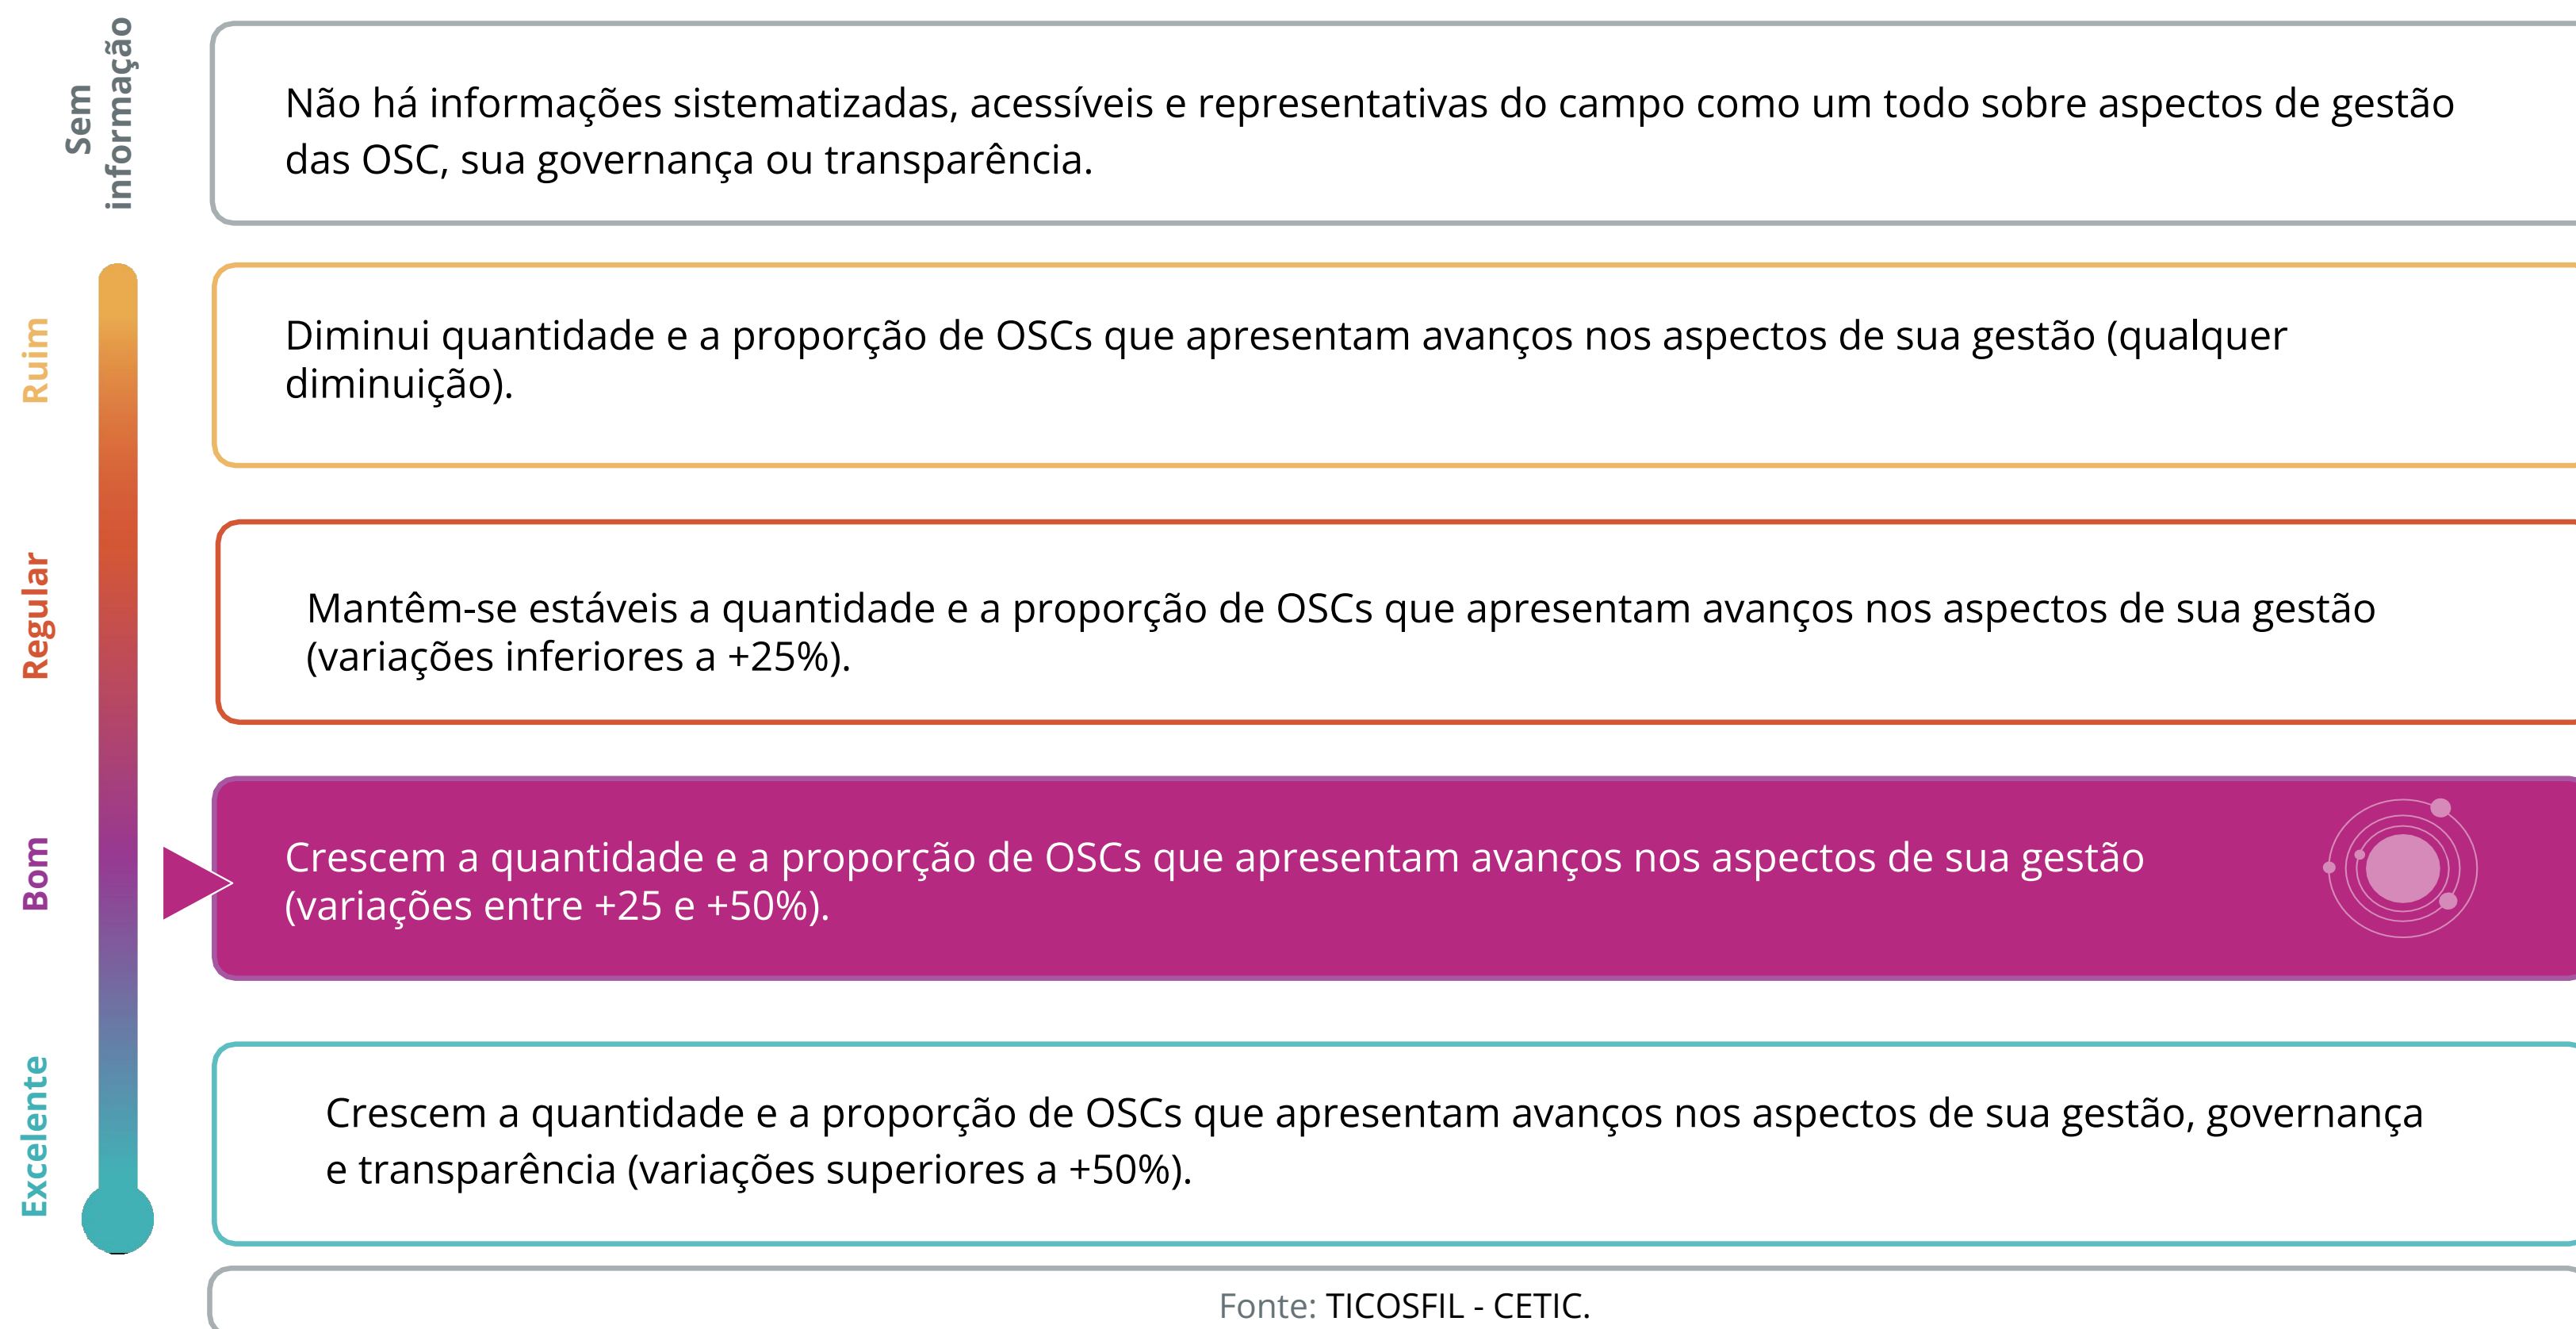 Sem
informação
Não há informações sistematizadas, acessíveis e representativas do campo como um todo sobre aspectos de gestão
das OSC, sua governança ou transparência.
Ruim
Diminui quantidade e a proporção de OSCs que apresentam avanços nos aspectos de sua gestão (qualquer
diminuição).
Regular
Mantêm-se estáveis a quantidade e a proporção de OSCs que apresentam avanços nos aspectos de sua gestão
(variações inferiores a +25%).
Bom
Crescem a quantidade e a proporção de OSCs que apresentam avanços nos aspectos de sua gestão
(variações entre +25 e +50%).
Excelente
Crescem a quantidade e a proporção de OSCs que apresentam avanços nos aspectos de sua gestão, governança
e transparência (variações superiores a +50%).
Fonte: TICOSFIL - CETIC.